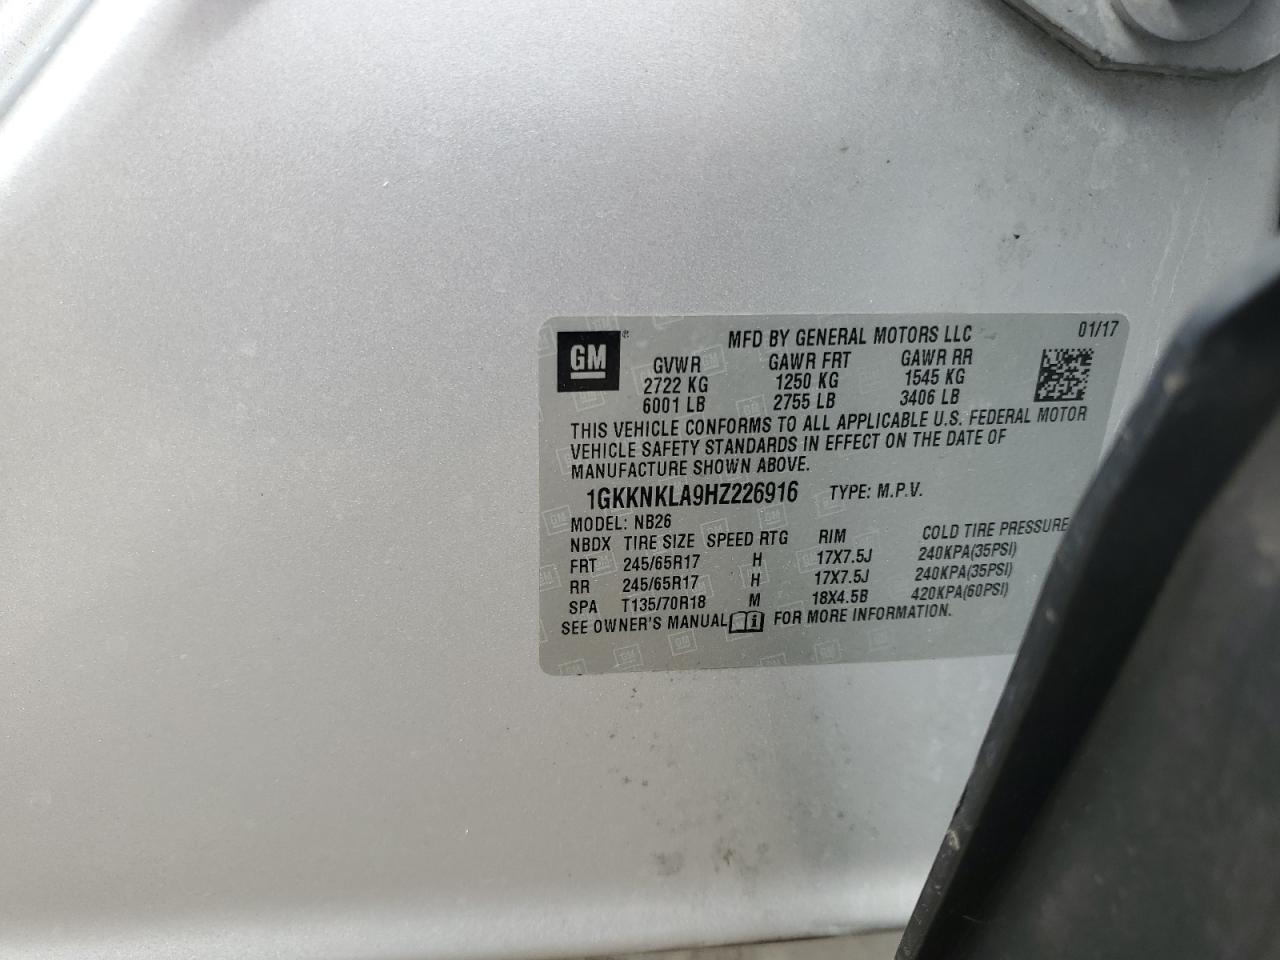 GM®
MFD BY GENERAL MOTORS LLC 01/17
GVWR GAWR FRT GAWR RR
2722 KG 1250 KG 1545 KG
6001 LB 2755 LB 3406 LB
THIS VEHICLE CONFORMS TO ALL APPLICABLE U.S. FEDERAL MOTOR
VEHICLE SAFETY STANDARDS IN EFFECT ON THE DATE OF
MANUFACTURE SHOWN ABOVE.
1GKKNKLA9HZ226916 TYPE: M.P.V.
MODEL: NB26
NBDX TIRE SIZE SPEED RTG RIM COLD TIRE PRESSURE
FRT 245/65R17 H 17X7.5J 240KPA(35PSI)
RR 245/65R17 H 17X7.5J 240KPA(35PSI)
SPA T135/70R18 M 18X4.5B 420KPA(60PSI)
SEE OWNER'S MANUAL i FOR MORE INFORMATION.